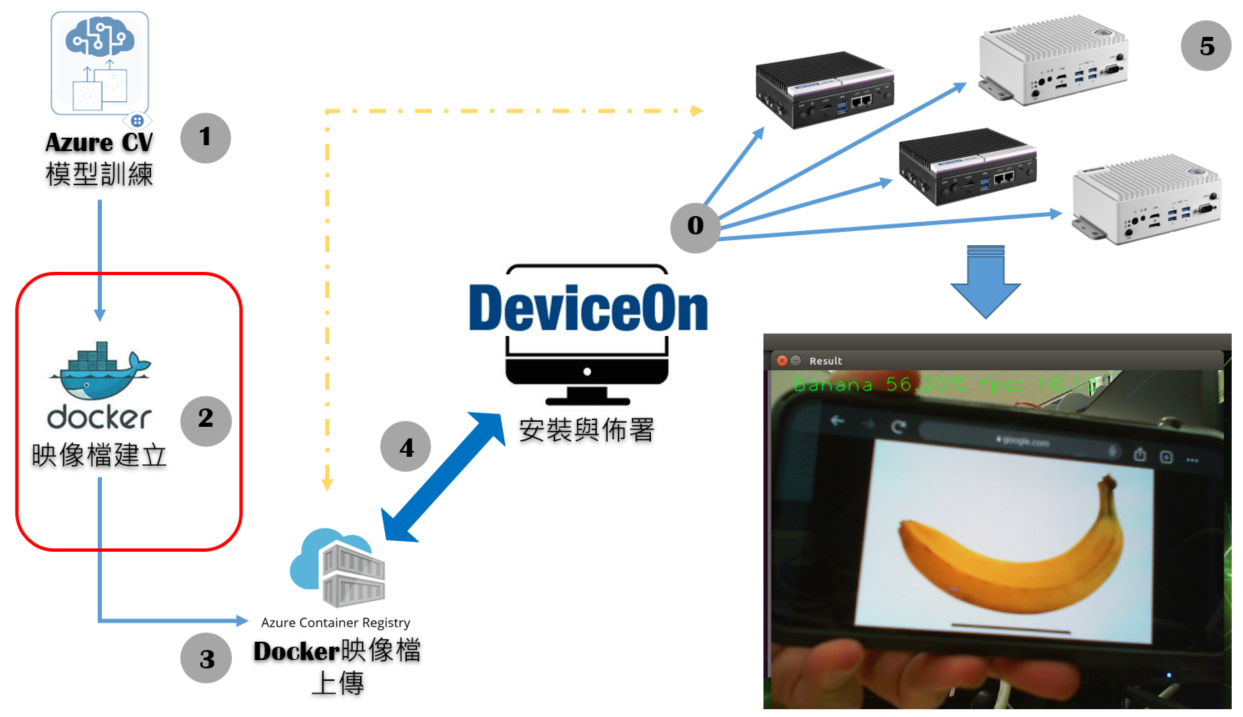 Azure CV
模型訓練
1
docker
映像檔建立
2
Azure Container Registry
Docker映像檔
上傳
3
4
DeviceOn
安裝與佈署
0
5
Result
Banana 56.20% fps:
google.com